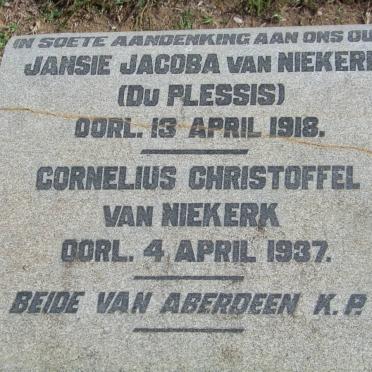 IN SOETE AANDENKING AAN ONS OU
JANSIE JACOBA VAN NIEKERK
(DU PLESSIS)
OORL. 13 APRIL 1918.
CORNELIUS CHRISTOFFEL
VAN NIEKERK
OORL. 4 APRIL 1937.
BEIDE VAN ABERDEEN K.P.